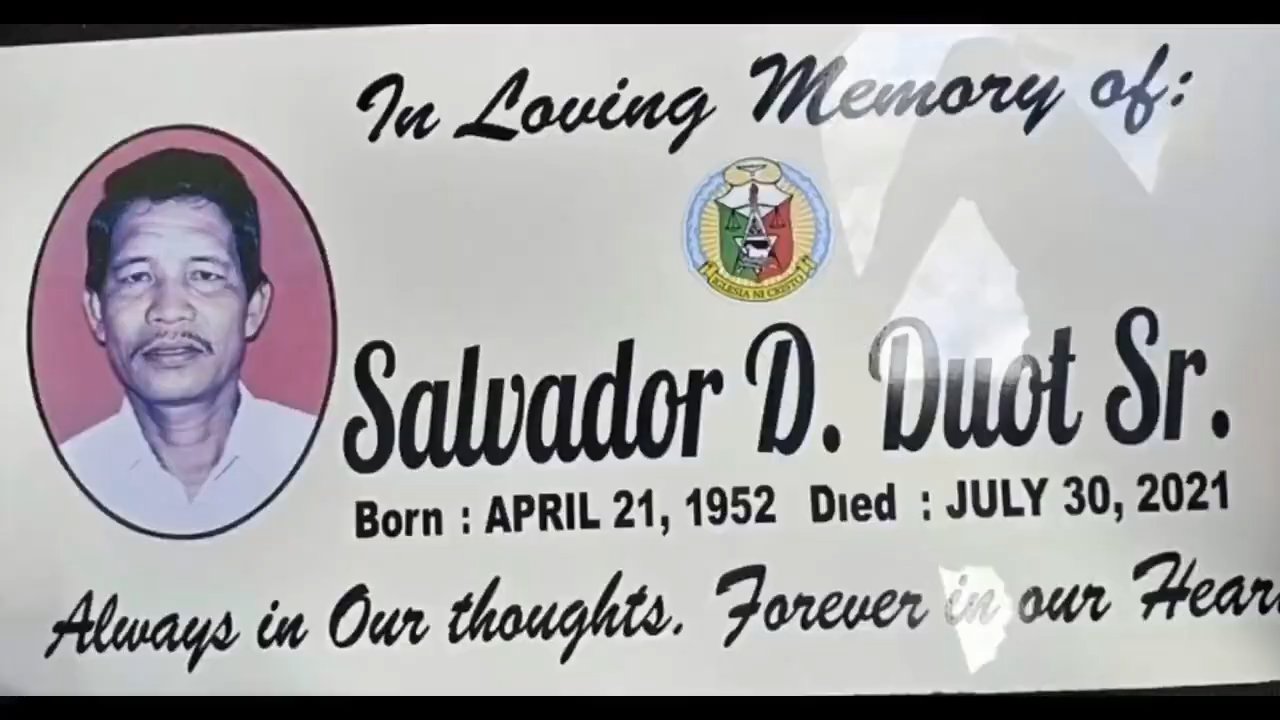 In Loving Memory of:
IGLESIA NI CRISTO
Salvador D. Duot Sr.
Born : APRIL 21, 1952 Died : JULY 30, 2021
Always in Our thoughts. Forever in our